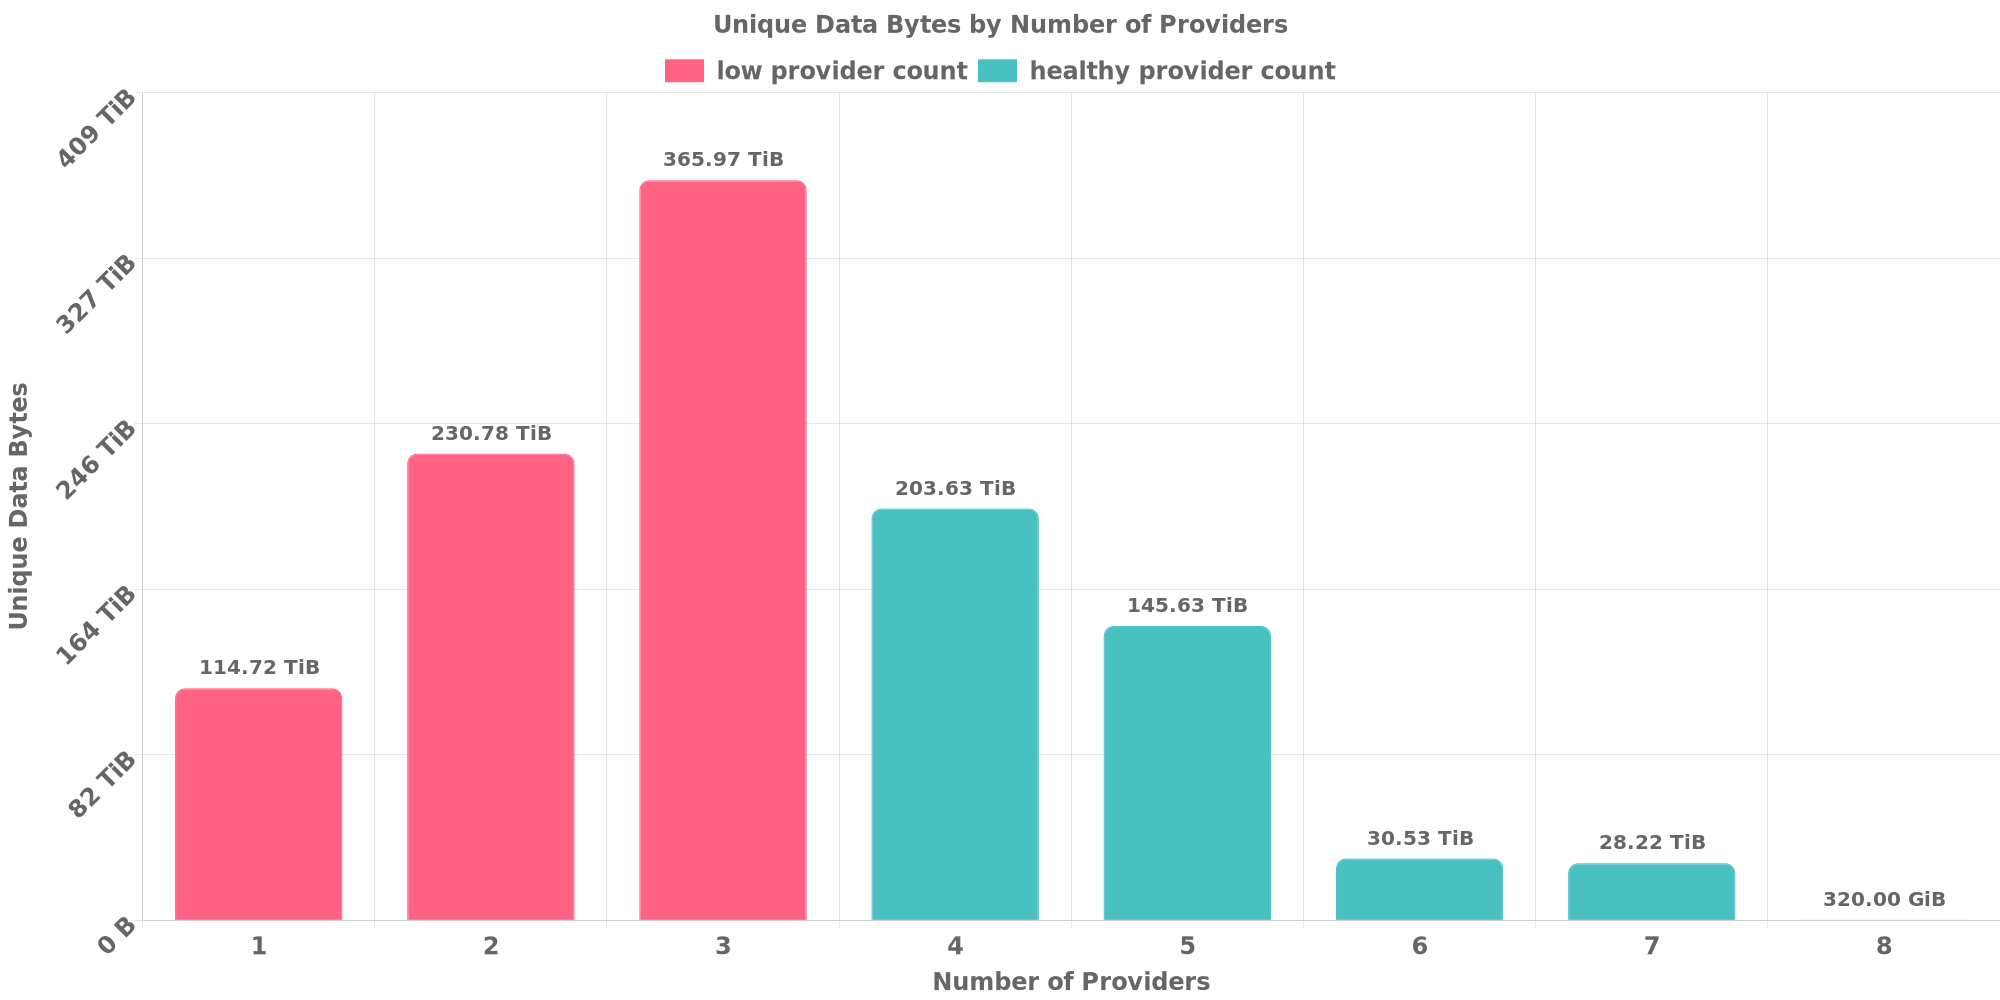 Unique Data Bytes by Number of Providers
low provider count healthy provider count
409 TiB
327 TiB
246 TiB
164 TiB
82 TiB
0 B
Unique Data Bytes
114.72 TiB
230.78 TiB
365.97 TiB
203.63 TiB
145.63 TiB
30.53 TiB
28.22 TiB
320.00 GiB
1 2 3 4 5 6 7 8
Number of Providers